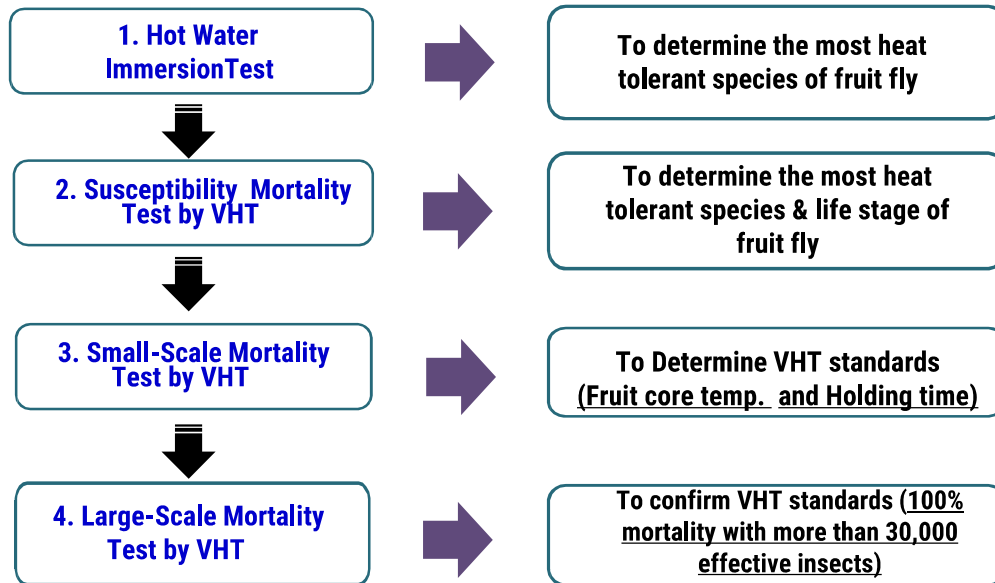 1. Hot Water
ImmersionTest
To determine the most heat
tolerant species of fruit fly
2. Susceptibility Mortality
Test by VHT
To determine the most heat
tolerant species & life stage of
fruit fly
3. Small-Scale Mortality
Test by VHT
To Determine VHT standards
(Fruit core temp. and Holding time)
4. Large-Scale Mortality
Test by VHT
To confirm VHT standards (100%
mortality with more than 30,000
effective insects)